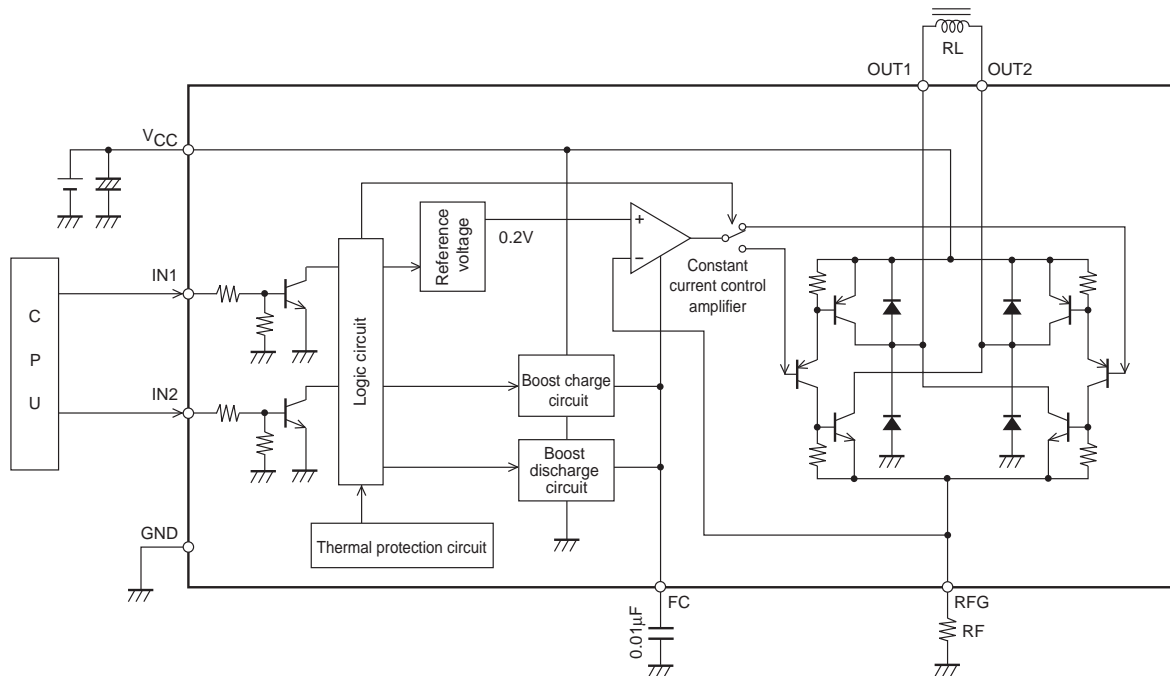 RL
OUT1
OUT2
VCC
Reference
voltage
0.2V
+
−
Constant
current control
amplifier
IN1
C
P
U
Logic circuit
IN2
Boost charge
circuit
Boost
discharge
circuit
Thermal protection circuit
GND
FC
RFG
0.01µF
RF